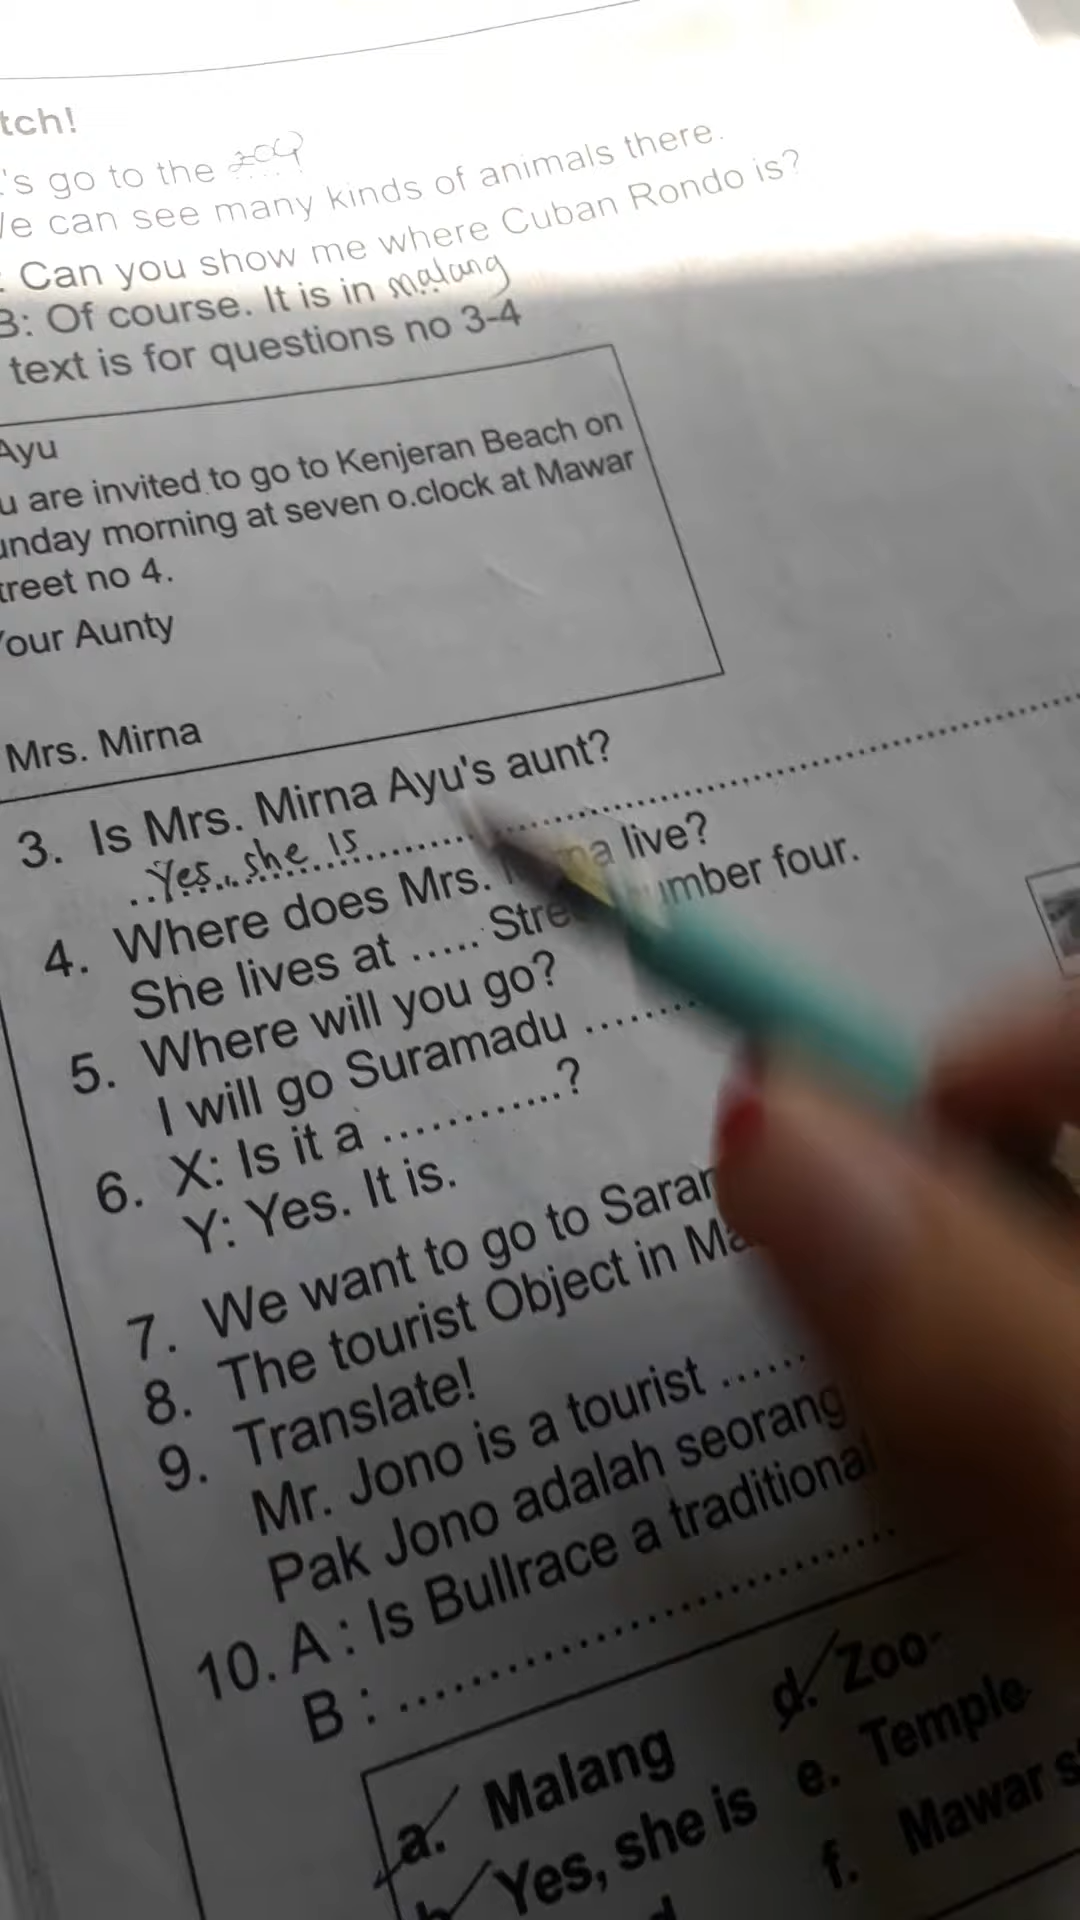 tch!
's go to the zoo
e can see many kinds of animals there.
: Can you show me where Cuban Rondo is?
B: Of course. It is in malang
text is for questions no 3-4
Ayu
u are invited to go to Kenjeran Beach on
unday morning at seven o.clock at Mawar
treet no 4.
our Aunty
Mrs. Mirna
3. Is Mrs. Mirna Ayu's aunt?
..Yes, she is..........
4. Where does Mrs. na live?
She lives at ..... Stre umber four.
5. Where will you go?
I will go Suramadu ........
6. X: Is it a ............?
Y: Yes. It is.
7. We want to go to Saran
8. The tourist Object in Ma
9. Translate!
Mr. Jono is a tourist ......
Pak Jono adalah seorang
10. A : Is Bullrace a traditional
B : ..............................
a. Malang
d. Zoo
Yes, she is
e. Temple
f. Mawar s